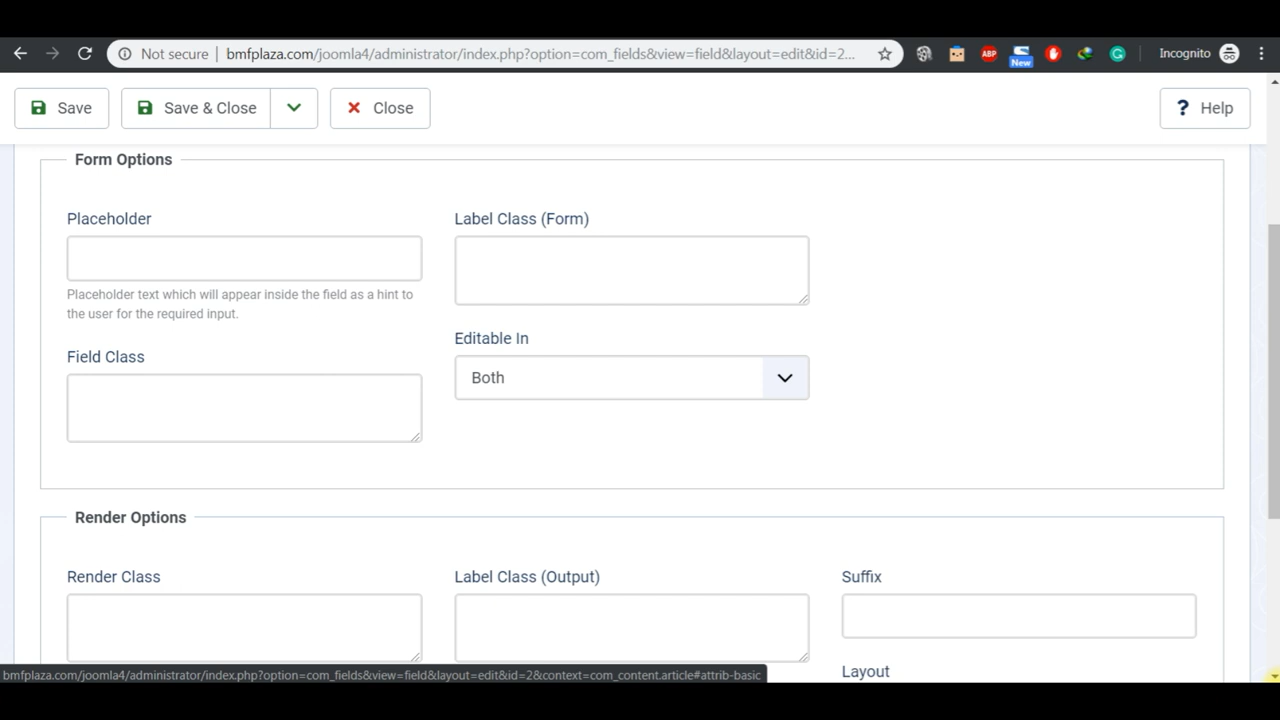 Not secure
bmfplaza.com/joomla4/administrator/index.php?option=com_fields&view=field&layout=edit&id=2...
ABP
New
Incognito
Save
Save & Close
Close
? Help
Form Options
Placeholder
Label Class (Form)
Placeholder text which will appear inside the field as a hint to
the user for the required input.
Editable In
Field Class
Both
Render Options
Render Class
Label Class (Output)
Suffix
Layout
bmfplaza.com/joomla4/administrator/index.php?option=com_fields&view=field&layout=edit&id=2&context=com_content.article#attrib-basic